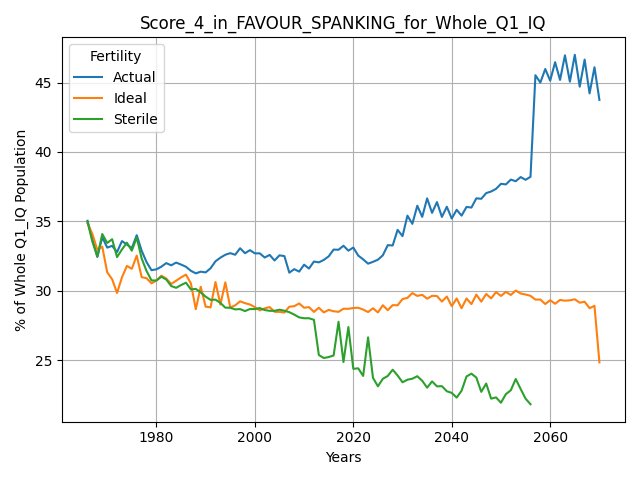 Score_4_in_FAVOUR_SPANKING_for_Whole_Q1_IQ
Fertility
Actual
Ideal
Sterile
% of Whole Q1_IQ Population
45
40
35
30
25
1980
2000
2020
2040
2060
Years